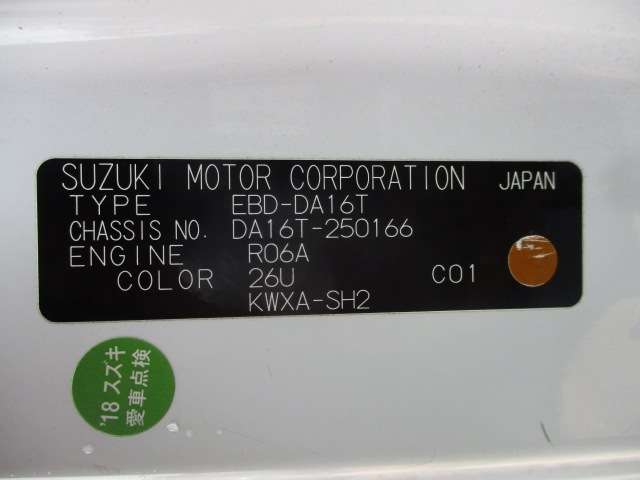 SUZUKI MOTOR CORPORATION JAPAN
TYPE EBD-DA16T
CHASSIS NO. DA16T-250166
ENGINE R06A
COLOR 26U C01
KWXA-SH2
'18 スズキ
愛車点検